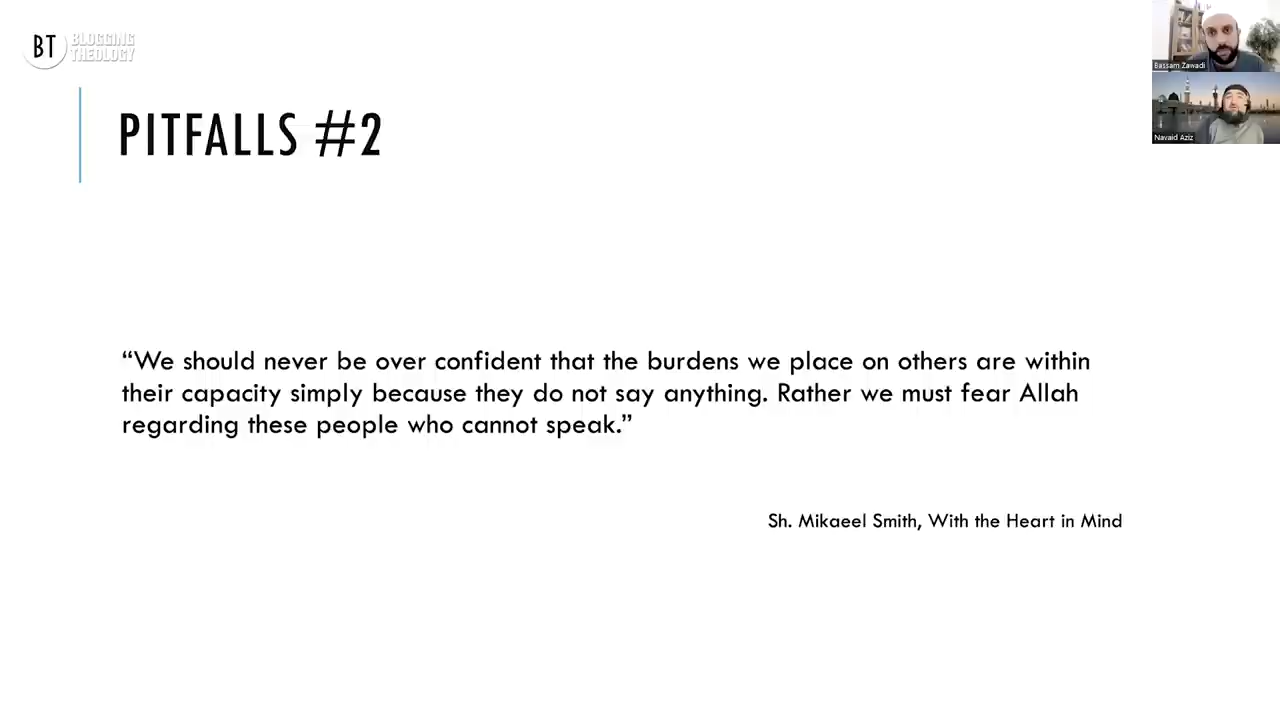 BT BLOGGING
THEOLOGY
Bassam Zawadi
Navaid Aziz
PITFALLS #2
“We should never be over confident that the burdens we place on others are within
their capacity simply because they do not say anything. Rather we must fear Allah
regarding these people who cannot speak.”
Sh. Mikaeel Smith, With the Heart in Mind